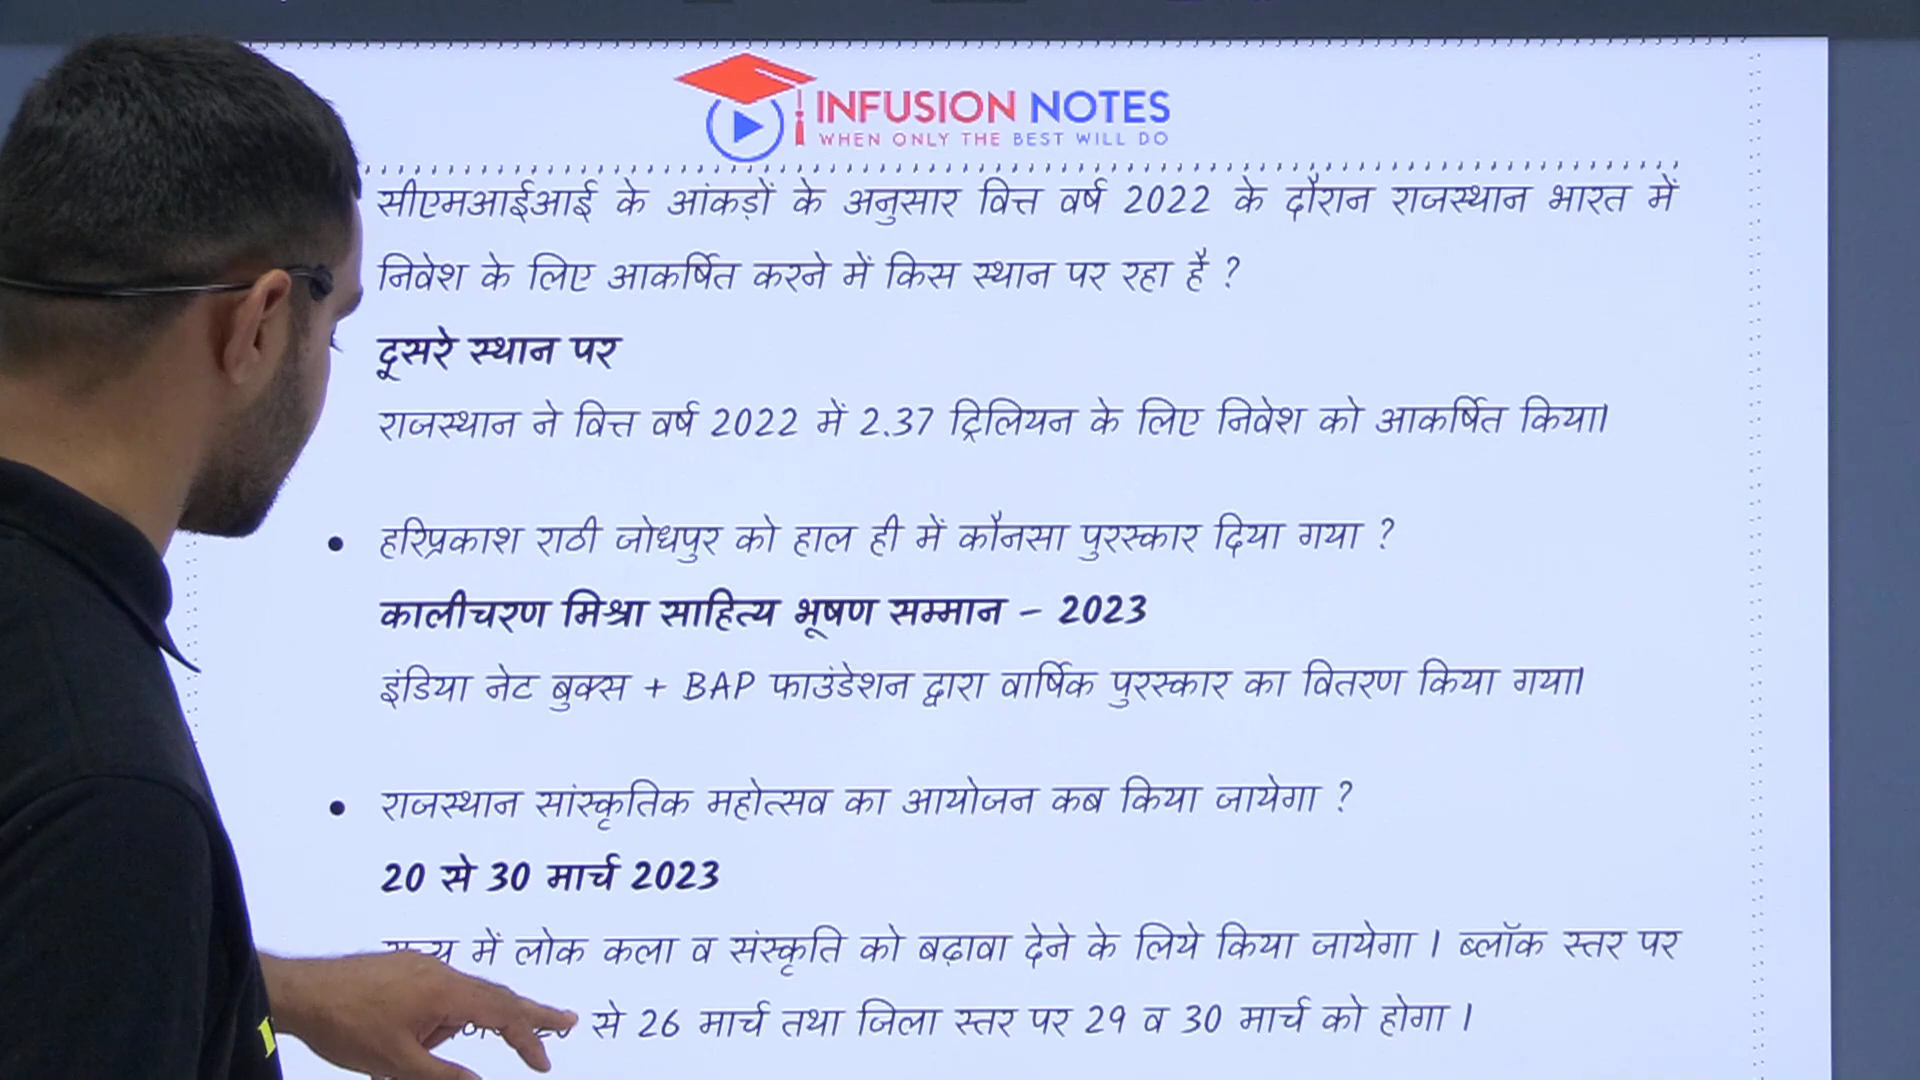 INFUSION NOTES
WHEN ONLY THE BEST WILL DO
सीएमआईआई के आंकड़ों के अनुसार वित्त वर्ष 2022 के दौरान राजस्थान भारत में
निवेश के लिए आकर्षित करने में किस स्थान पर रहा है ?
दूसरे स्थान पर
राजस्थान ने वित्त वर्ष 2022 में 2.37 ट्रिलियन के लिए निवेश को आकर्षित किया।
• हरिप्रकाश राठी जोधपुर को हाल ही में कौनसा पुरस्कार दिया गया ?
कालीचरण मिश्रा साहित्य भूषण सम्मान – 2023
इंडिया नेट बुक्स + BAP फाउंडेशन द्वारा वार्षिक पुरस्कार का वितरण किया गया।
• राजस्थान सांस्कृतिक महोत्सव का आयोजन कब किया जायेगा ?
20 से 30 मार्च 2023
में लोक कला व संस्कृति को बढ़ावा देने के लिये किया जायेगा । ब्लॉक स्तर पर
से 26 मार्च तथा जिला स्तर पर 29 व 30 मार्च को होगा ।